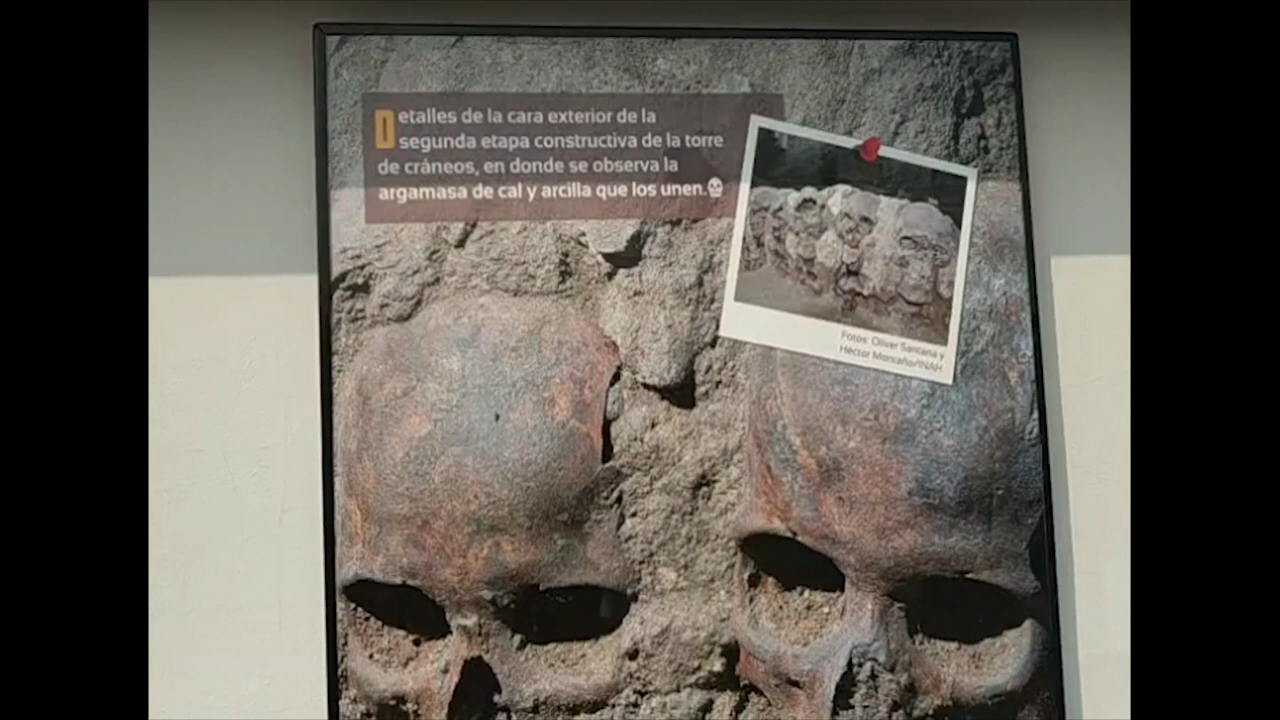 Detalles de la cara exterior de la
segunda etapa constructiva de la torre
de cráneos, en donde se observa la
argamasa de cal y arcilla que los unen.
Fotos: Oliver Santana y
Héctor Montaño/INAH